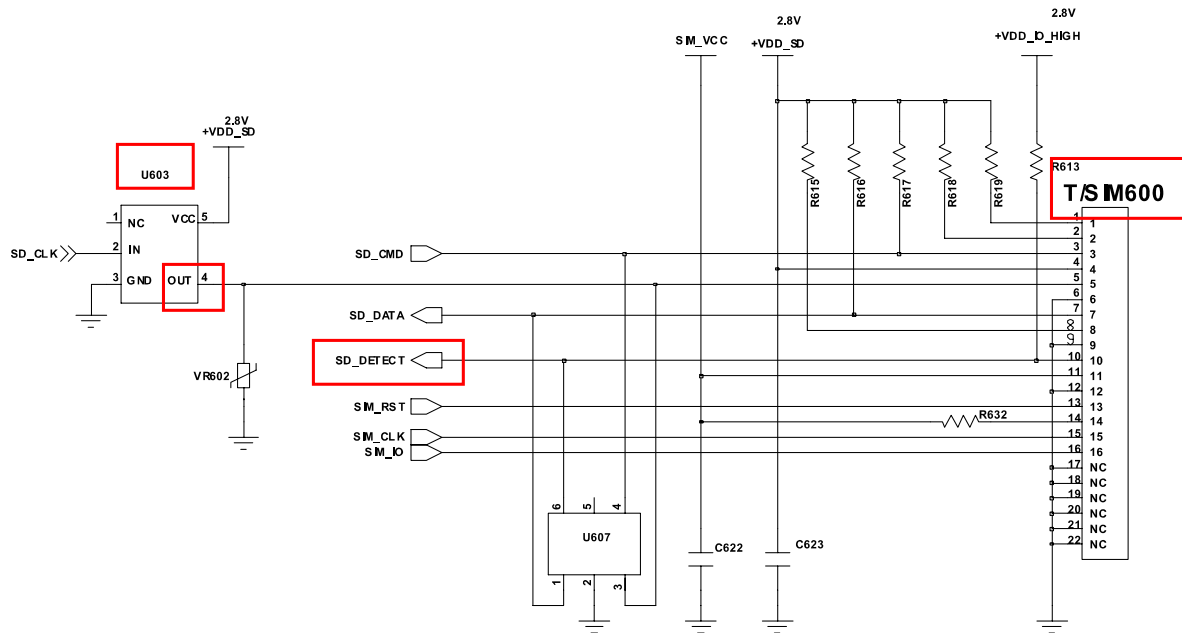 2.8V
+VDD_SD
2.8V
+VDD_IO_HIGH
SIM_VCC
2.8V
+VDD_SD
U603
R615
R616
R617
R618
R619
R613
T/SIM600
1 NC VCC 5
2 IN
3 GND OUT 4
SD_CLK
SD_CMD
SD_DATA
SD_DETECT
SIM_RST
SIM_CLK
SIM_IO
VR602
R632
1 1
2 2
3 3
4 4
5 5
6 6
7 7
8 8
9 9
10 10
11 11
12 12
13 13
14 14
15 15
16 16
17 NC
18 NC
19 NC
20 NC
21 NC
22 NC
6 5 4
U607
1 2 3
C622
C623